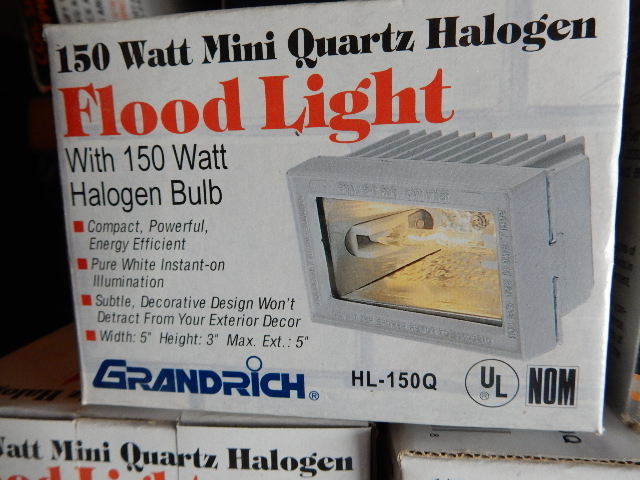 150 Watt Mini Quartz Halogen
Flood Light
With 150 Watt
Halogen Bulb
Compact, Powerful,
Energy Efficient
Pure White Instant-on
Illumination
Subtle, Decorative Design Won't
Detract From Your Exterior Decor
Width: 5" Height: 3" Max. Ext.: 5"
GRANDRICH®
HL-150Q
UL
NOM
Watt Mini Quartz Halogen
Flood Light